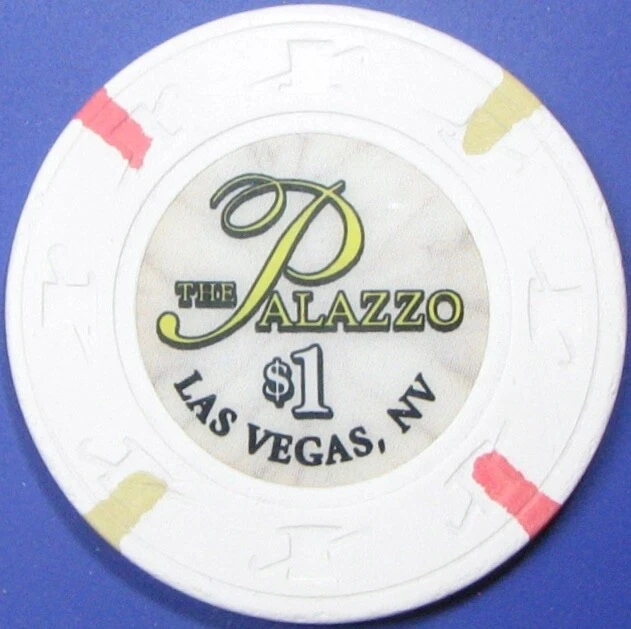 THE PALAZZO
$1
LAS VEGAS, NV